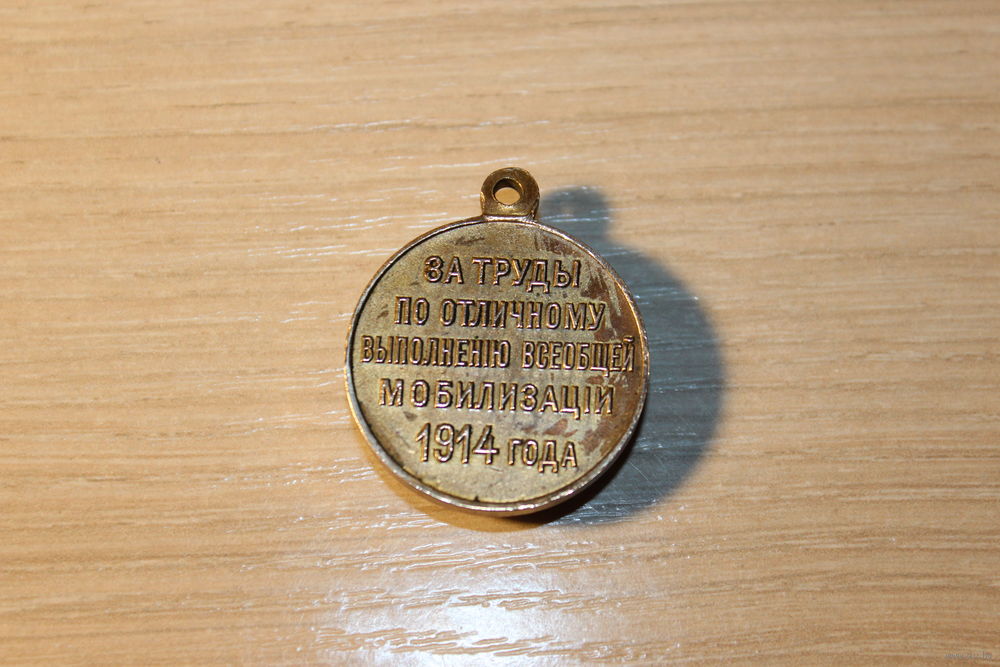 ЗА ТРУДЫ
ПО ОТЛИЧНОМУ
ВЫПОЛНЕНІЮ ВСЕОБЩЕЙ
МОБИЛИЗАЦІИ
1914 ГОДА